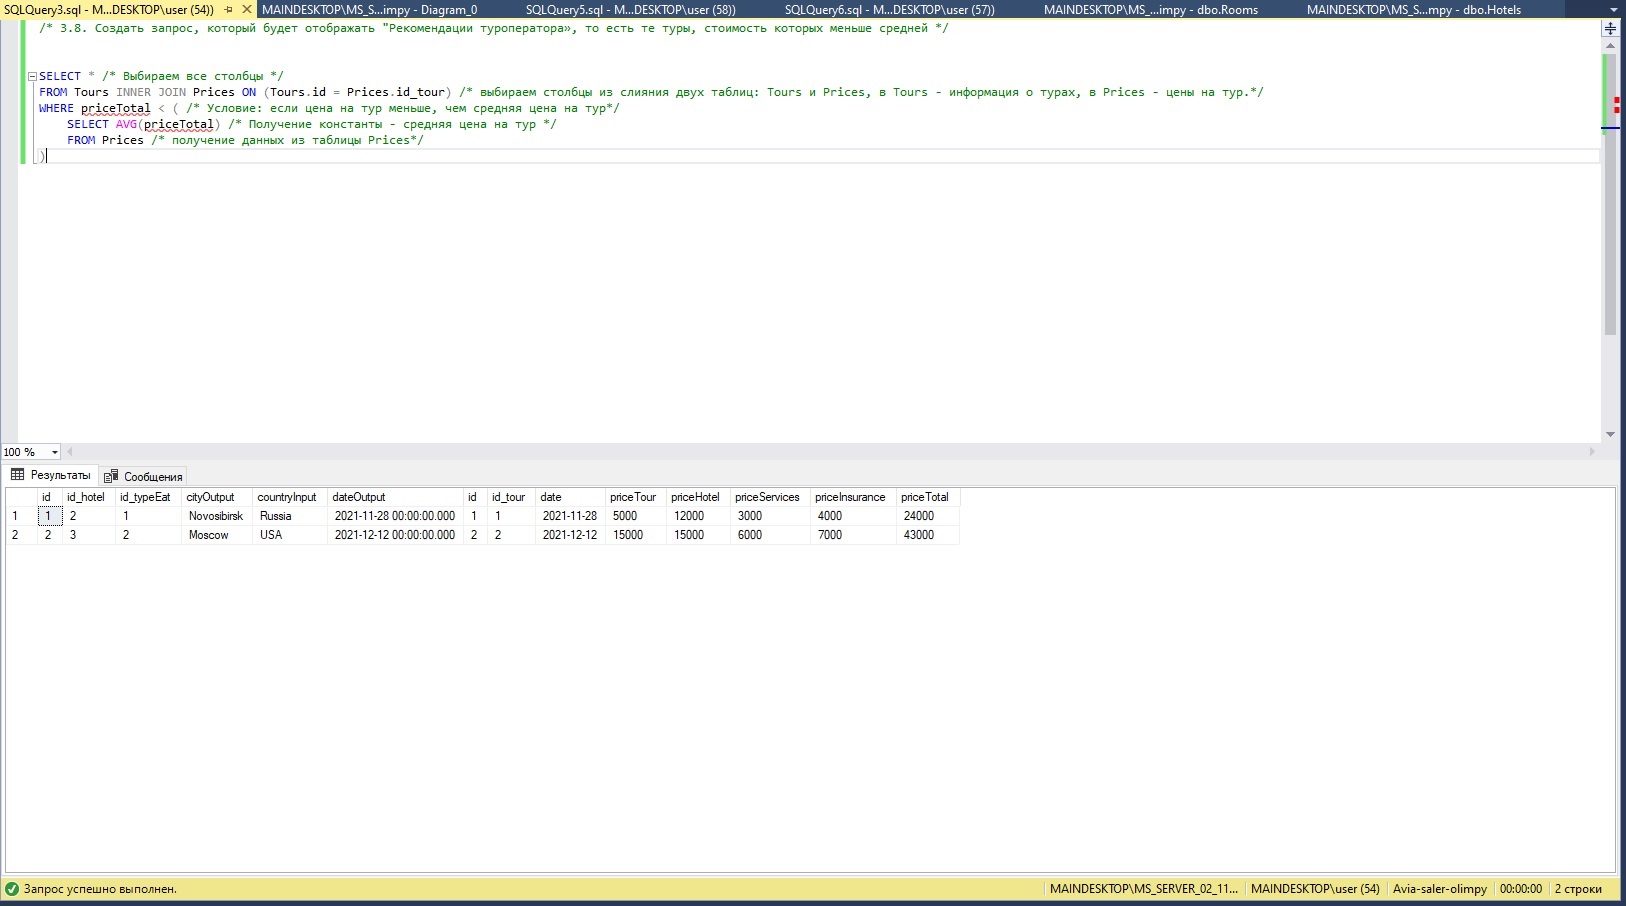 SQLQuery3.sql - M...DESKTOP\user (54)) MAINDESKTOP\MS_S...impy - Diagram_0 SQLQuery5.sql - M...DESKTOP\user (58)) SQLQuery6.sql - M...DESKTOP\user (57)) MAINDESKTOP\MS_...impy - dbo.Rooms MAINDESKTOP\MS_S...mpy - dbo.Hotels
/* 3.8. Создать запрос, который будет отображать "Рекомендации туроператора», то есть те туры, стоимость которых меньше средней */
SELECT * /* Выбираем все столбцы */
FROM Tours INNER JOIN Prices ON (Tours.id = Prices.id_tour) /* выбираем столбцы из слияния двух таблиц: Tours и Prices, в Tours - информация о турах, в Prices - цены на тур.*/
WHERE priceTotal < ( /* Условие: если цена на тур меньше, чем средняя цена на тур*/
SELECT AVG(priceTotal) /* Получение константы - средняя цена на тур */
FROM Prices /* получение данных из таблицы Prices*/
)
100 %
Результаты Сообщения
id id_hotel id_typeEat cityOutput countryInput dateOutput id id_tour date priceTour priceHotel priceServices priceInsurance priceTotal
1 1 2 1 Novosibirsk Russia 2021-11-28 00:00:00.000 1 1 2021-11-28 5000 12000 3000 4000 24000
2 2 3 2 Moscow USA 2021-12-12 00:00:00.000 2 2 2021-12-12 15000 15000 6000 7000 43000
Запрос успешно выполнен. MAINDESKTOP\MS_SERVER_02_11... MAINDESKTOP\user (54) Avia-saler-olimpy 00:00:00 2 строки